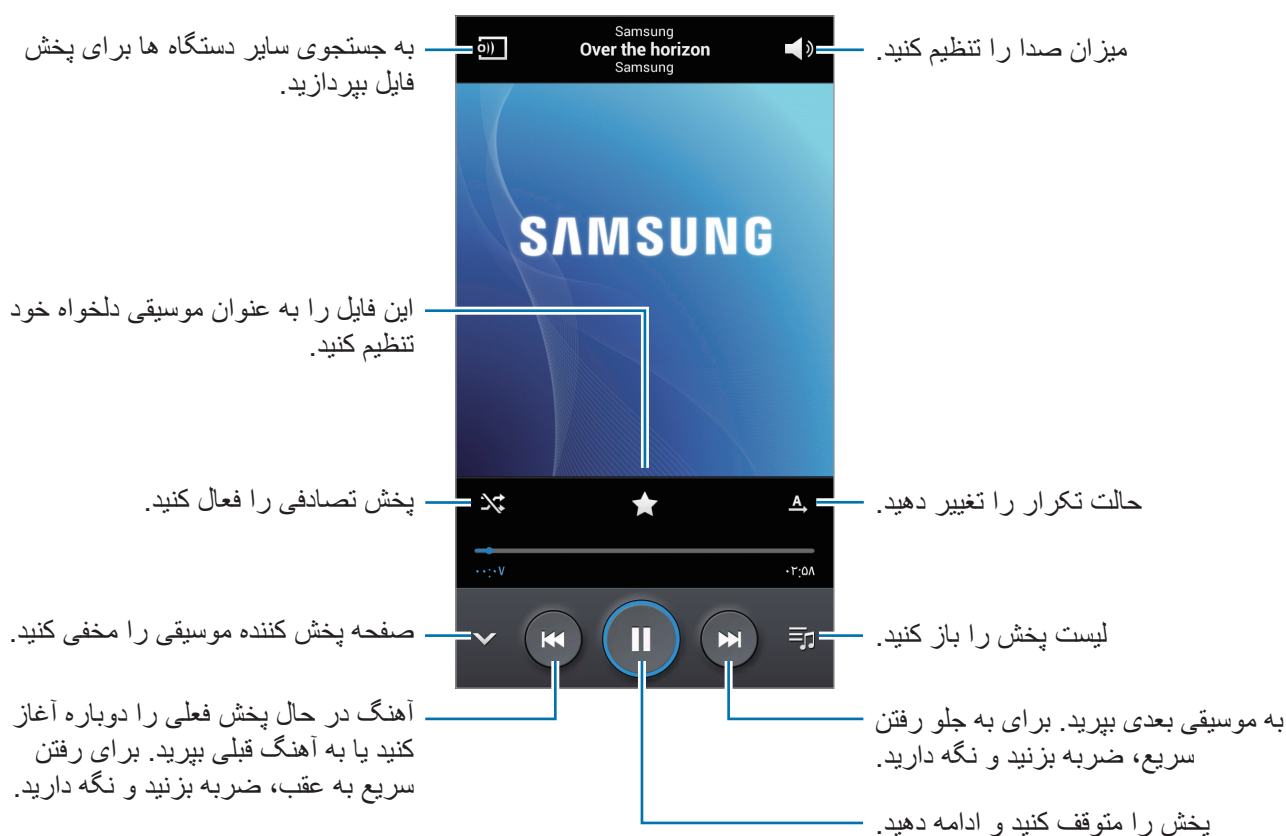 Samsung
Over the horizon
Samsung
میزان صدا را تنظیم کنید.
به جستجوی سایر دستگاه ها برای پخش
فایل بپردازید.
SAMSUNG
این فایل را به عنوان موسیقی دلخواه خود
تنظیم کنید.
حالت تکرار را تغییر دهید.
A
پخش تصادفی را فعال کنید.
۰۰:۰۷
۰۲:۵۸
لیست پخش را باز کنید.
صفحه پخش کننده موسیقی را مخفی کنید.
به موسیقی بعدی بپرید. برای به جلو رفتن
سریع، ضربه بزنید و نگه دارید.
آهنگ در حال پخش فعلی را دوباره آغاز
کنید یا به آهنگ قبلی بپرید. برای رفتن
سریع به عقب، ضربه بزنید و نگه دارید.
پخش را متوقف کنید و ادامه دهید.